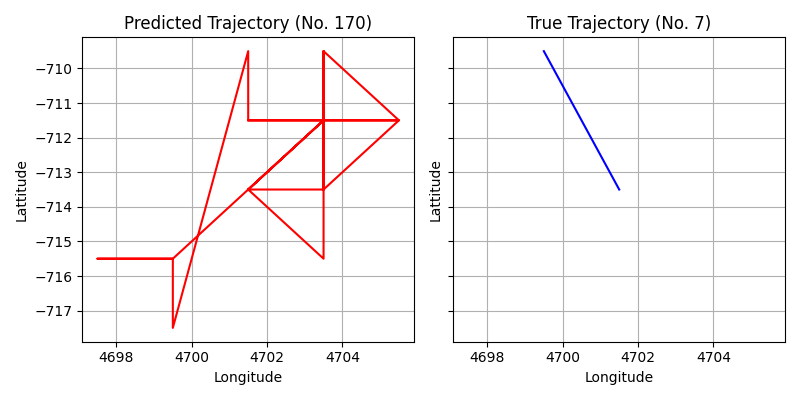 Predicted Trajectory (No. 170)
Lattitude
−710
−711
−712
−713
−714
−715
−716
−717
4698 4700 4702 4704
Longitude
True Trajectory (No. 7)
Lattitude
4698 4700 4702 4704
Longitude